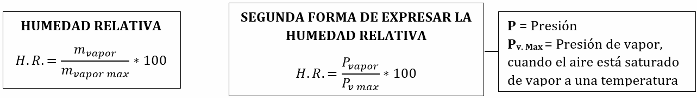 HUMEDAD RELATIVA
H.R. = m_vapor / m_vapor max * 100
SEGUNDA FORMA DE EXPRESAR LA
HUMEDAD RELATIVA
H.R. = P_vapor / P_v max * 100
P = Presión
P_v. Max = Presión de vapor,
cuando el aire está saturado
de vapor a una temperatura